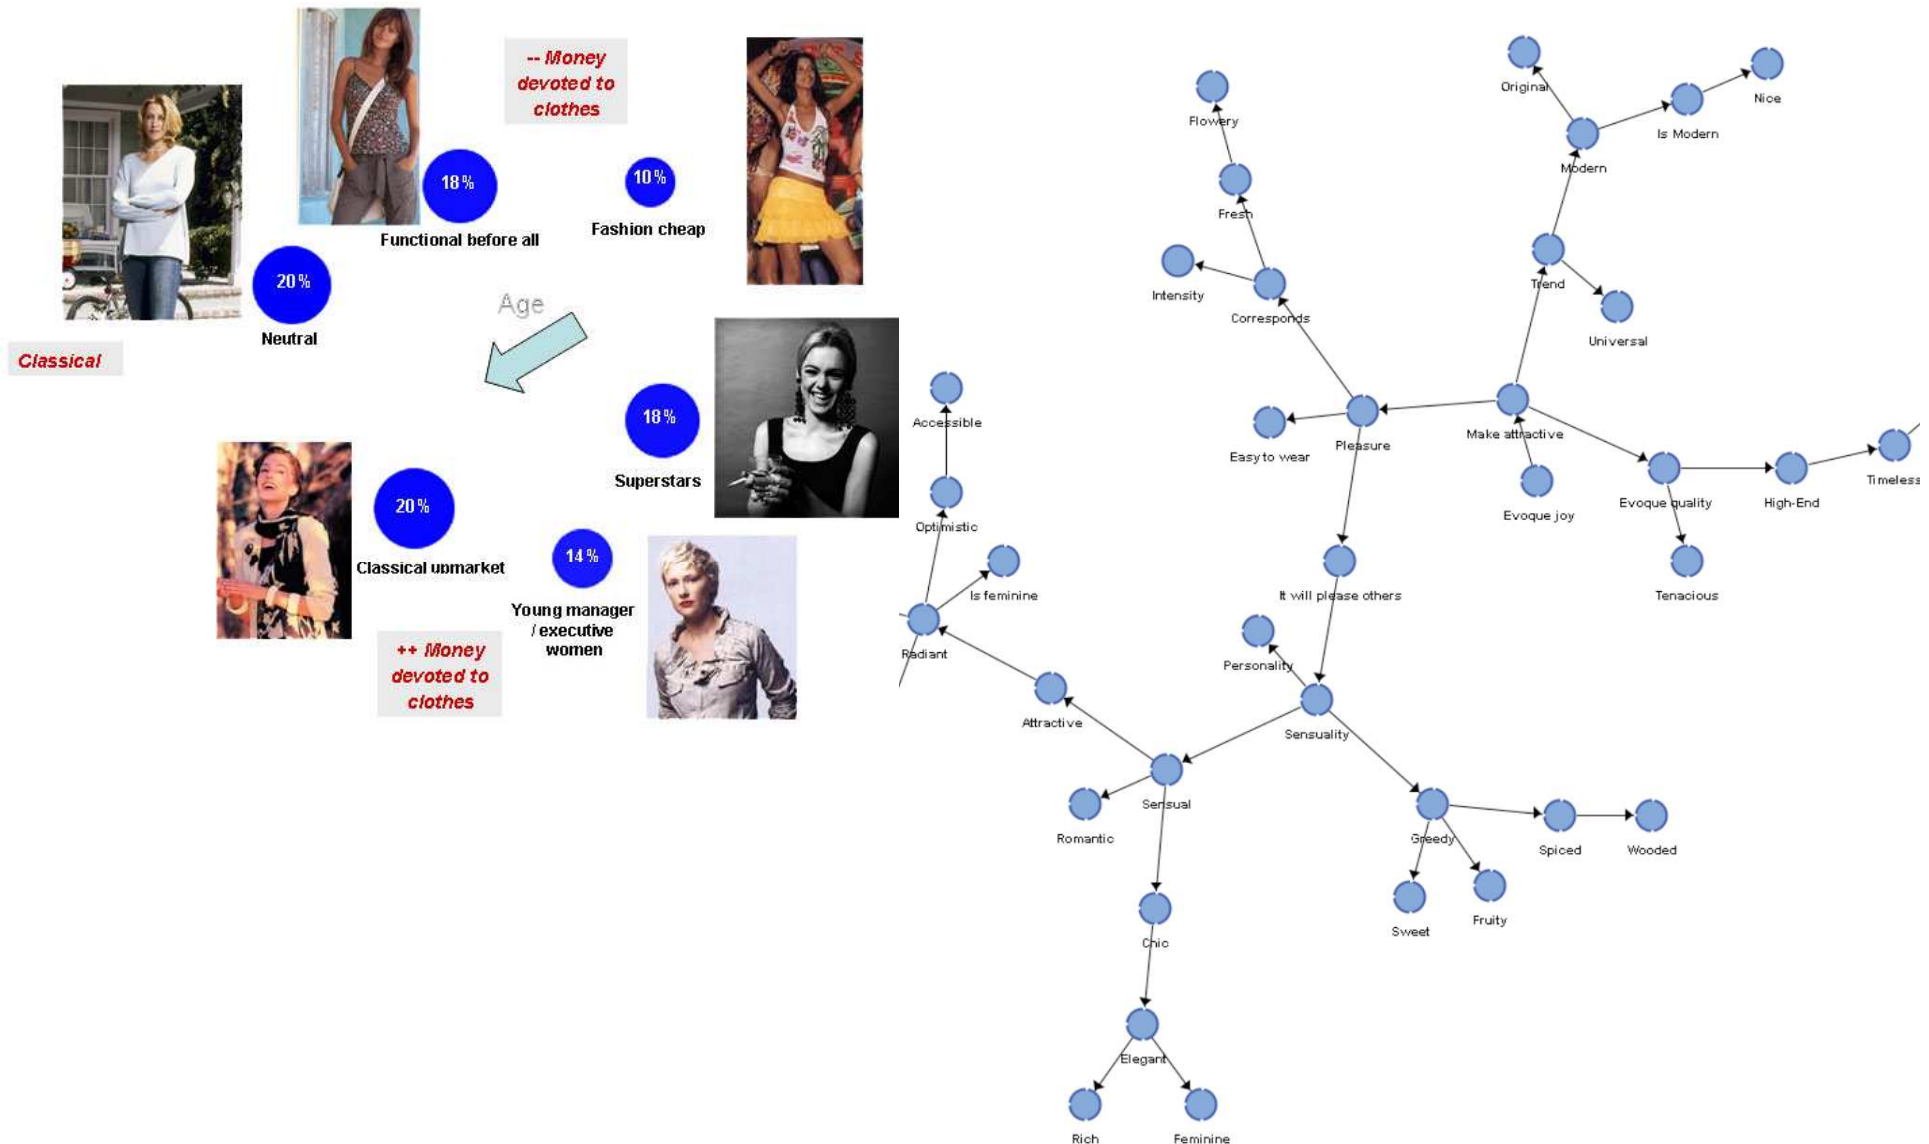 -- Money
devoted to
clothes
18%
Functional before all
10%
Fashion cheap
20%
Neutral
Age
Classical
18%
Superstars
20%
Classical upmarket
14%
Young manager
/ executive
women
++ Money
devoted to
clothes
Original
Nice
Is Modern
Modern
Flowery
Fresh
Trend
Intensity
Corresponds
Universal
Accessible
Easy to wear
Pleasure
Make attractive
Optimistic
Evoque joy
Evoque quality
High-End
Timeless
Is feminine
It will please others
Tenacious
Radiant
Personality
Attractive
Sensuality
Sensual
Romantic
Greedy
Spiced
Wooded
Chic
Sweet
Fruity
Elegant
Rich
Feminine